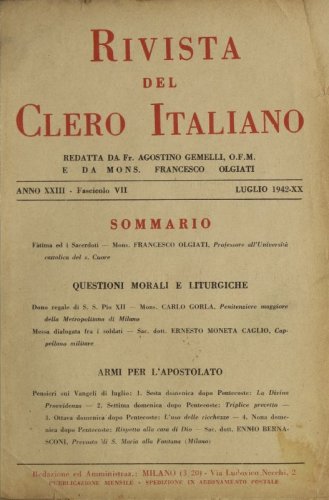 RIVISTA
DEL
CLERO ITALIANO
REDATTA DA Fr. AGOSTINO GEMELLI, O.F.M.
E DA MONS. FRANCESCO OLGIATI
ANNO XXIII - Fascicolo VII LUGLIO 1942-XX
SOMMARIO
Fàtima ed i Sacerdoti — Mons. FRANCESCO OLGIATI, Professore all'Università
cattolica del s. Cuore
QUESTIONI MORALI E LITURGICHE
Dono regale di S. S. Pio XII — Mons. CARLO GORLA, Penitenziere maggiore
della Metropolitana di Milano
Messa dialogata fra i soldati — Sac. dott. ERNESTO MONETA CAGLIO, Cap-
pellano militare
ARMI PER L'APOSTOLATO
Pensieri sui Vangeli di luglio: 1. Sesta domenica dopo Pentecoste: La Divina
Provvidenza — 2. Settima domenica dopo Pentecoste: Triplice precetto —
3. Ottava domenica dopo Pentecoste: L'uso delle ricchezze — 4. Nona dome-
nica dopo Pentecoste: Rispetto alla casa di Dio — Sac. dott. ENNIO BERNA-
SCONI, Prevosto di S. Maria alla Fontana (Milano)
Redazione ed Amministraz.: MILANO (3,20) - Via Ludovico Necchi, 2
PUBBLICAZIONE MENSILE - SPEDIZIONE IN ABBONAMENTO POSTALE